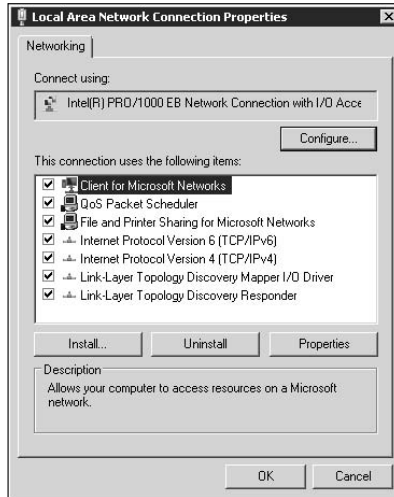 Local Area Network Connection Properties
Networking
Connect using:
Intel(R) PRO/1000 EB Network Connection with I/O Acce
Configure...
This connection uses the following items:
Client for Microsoft Networks
QoS Packet Scheduler
File and Printer Sharing for Microsoft Networks
Internet Protocol Version 6 (TCP/IPv6)
Internet Protocol Version 4 (TCP/IPv4)
Link-Layer Topology Discovery Mapper I/O Driver
Link-Layer Topology Discovery Responder
Install... Uninstall Properties
Description
Allows your computer to access resources on a Microsoft
network.
OK Cancel